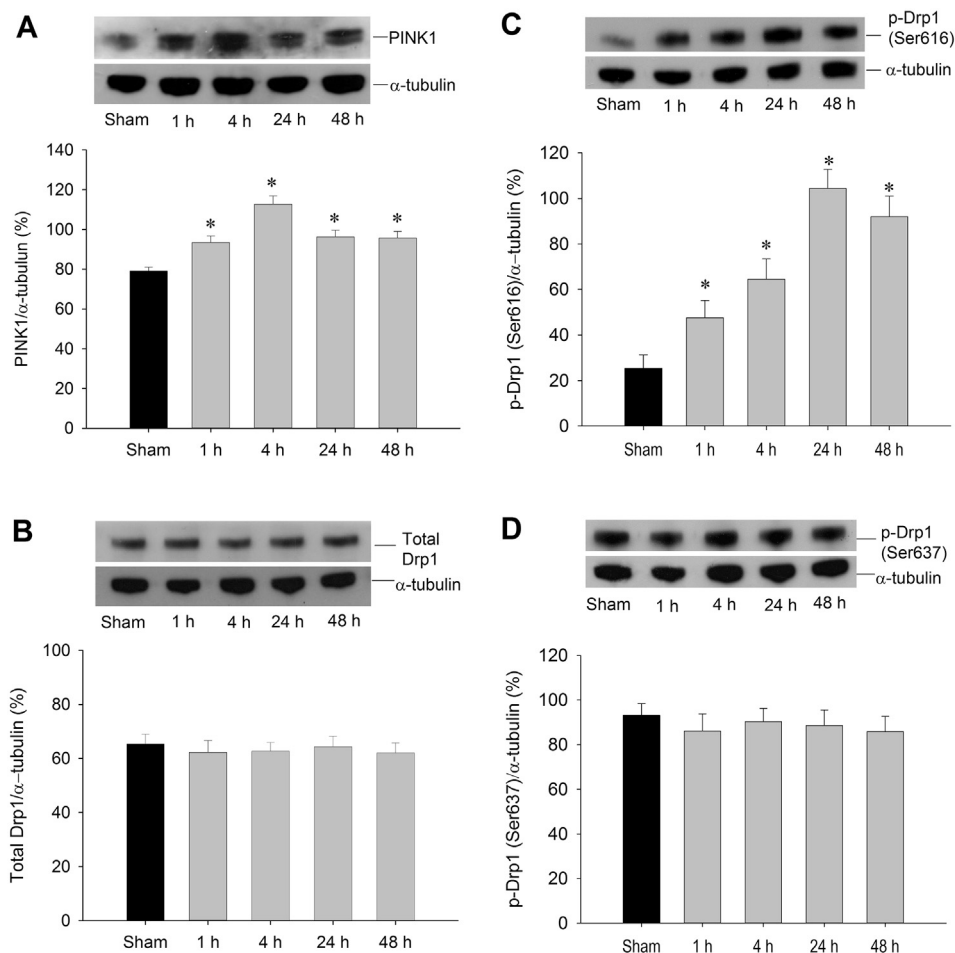 A
PINK1
α-tubulin
Sham 1 h 4 h 24 h 48 h
PINK1/α-tubulun (%)
140
120
100
80
60
40
20
0
* * * *
Sham 1 h 4 h 24 h 48 h
C
p-Drp1
(Ser616)
α-tubulin
Sham 1 h 4 h 24 h 48 h
p-Drp1 (Ser616)/α-tubulin (%)
120
100
80
60
40
20
0
* * * *
Sham 1 h 4 h 24 h 48 h
B
Total
Drp1
α-tubulin
Sham 1 h 4 h 24 h 48 h
Total Drp1/α-tubulin (%)
100
80
60
40
20
0
Sham 1 h 4 h 24 h 48 h
D
p-Drp1
(Ser637)
α-tubulin
Sham 1 h 4 h 24 h 48 h
p-Drp1 (Ser637)/α-tubulin (%)
120
100
80
60
40
20
0
Sham 1 h 4 h 24 h 48 h